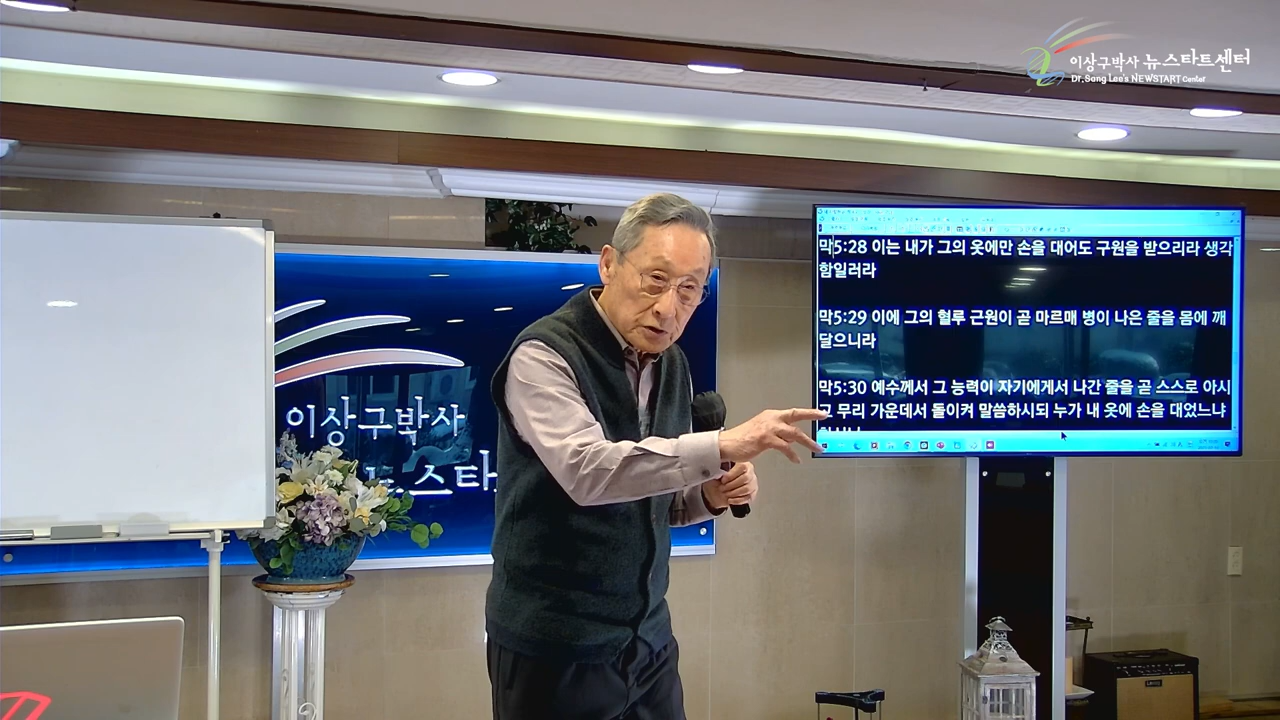 이상구박사 뉴스타트센터
Dr. Sang Lee's NEWSTART Center
막5:28 이는 내가 그의 옷에만 손을 대어도 구원을 받으리라 생각
함일러라
막5:29 이에 그의 혈루 근원이 곧 마르매 병이 나은 줄을 몸에 깨
달으니라
막5:30 예수께서 그 능력이 자기에게서 나간 줄을 곧 스스로 아시
고 무리 가운데서 돌이켜 말씀하시되 누가 내 옷에 손을 대었느냐
이상구박사
스타